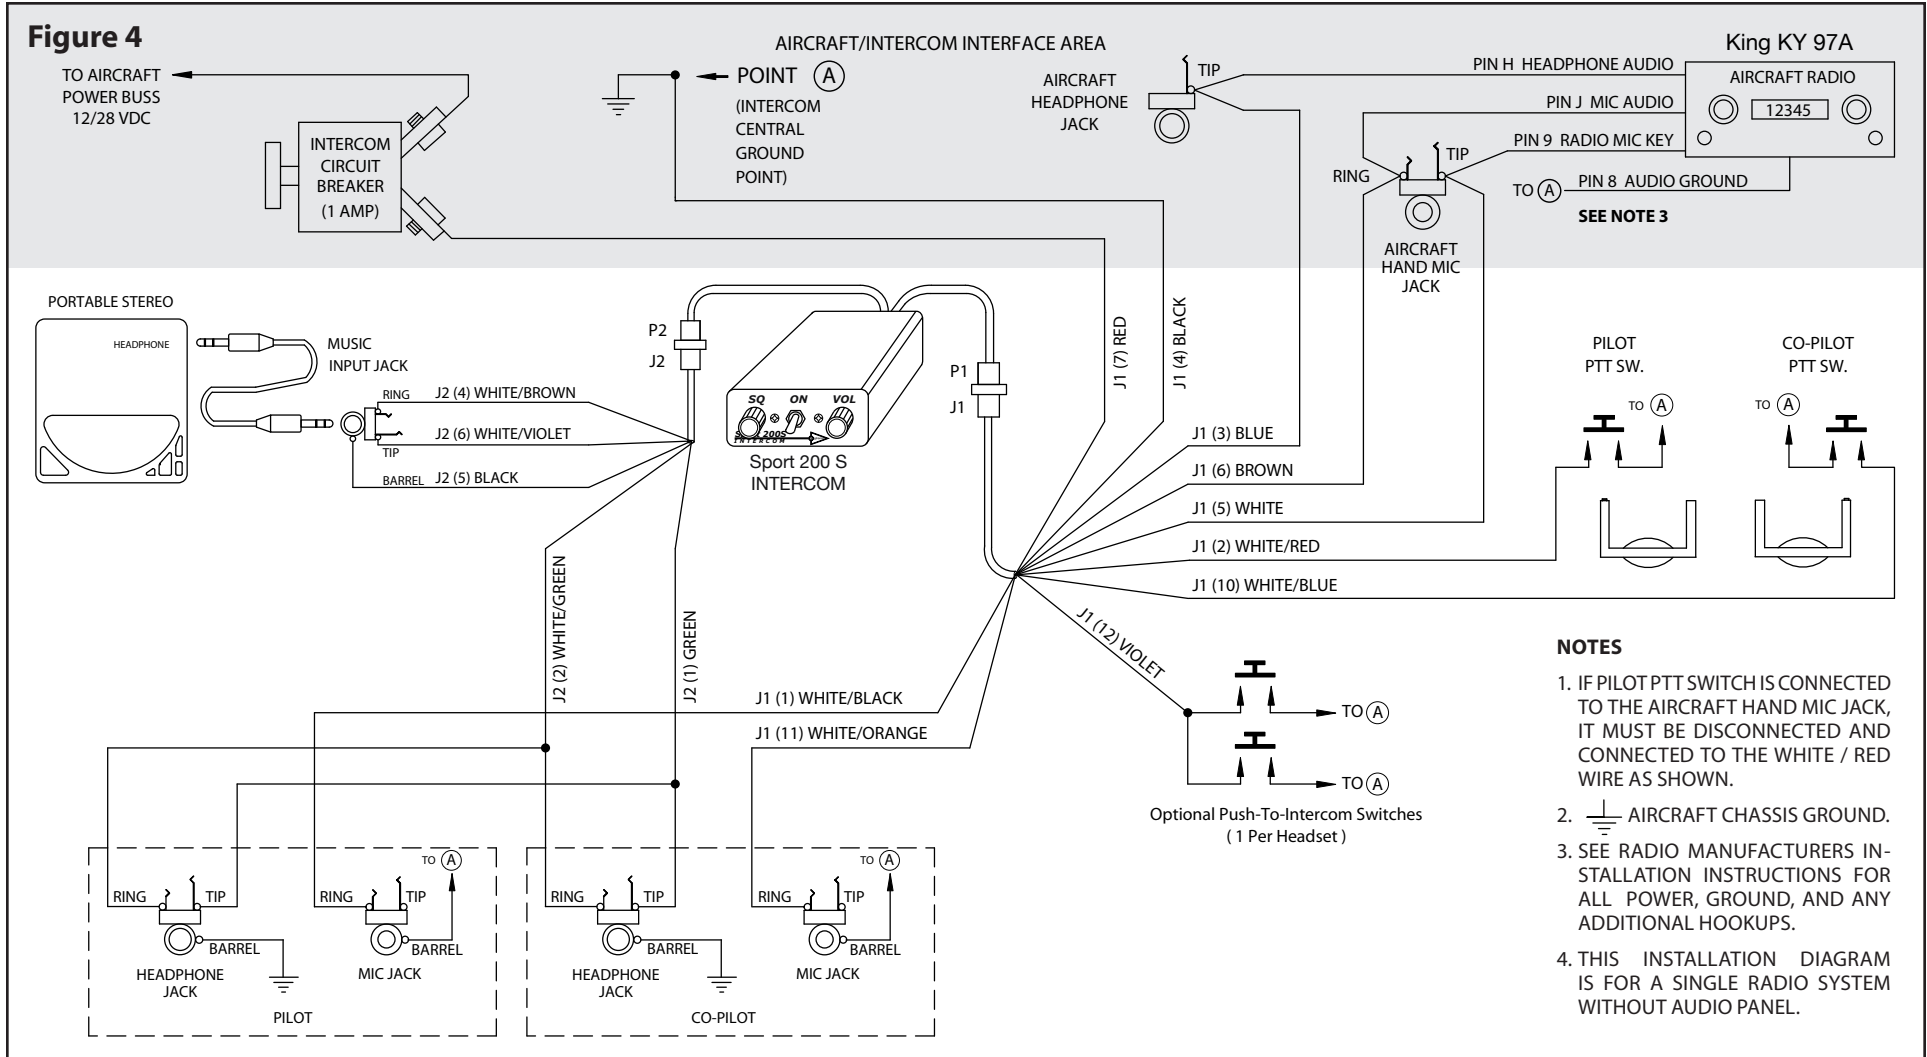 Figure 4
AIRCRAFT/INTERCOM INTERFACE AREA
TO AIRCRAFT
POWER BUSS
12/28 VDC
INTERCOM
CIRCUIT
BREAKER
(1 AMP)
POINT A
(INTERCOM
CENTRAL
GROUND
POINT)
AIRCRAFT
HEADPHONE
JACK
TIP
King KY 97A
AIRCRAFT RADIO
12345
PIN H HEADPHONE AUDIO
PIN J MIC AUDIO
PIN 9 RADIO MIC KEY
TO A PIN 8 AUDIO GROUND
SEE NOTE 3
RING
TIP
AIRCRAFT
HAND MIC
JACK
PORTABLE STEREO
HEADPHONE
MUSIC
INPUT JACK
RING
J2 (4) WHITE/BROWN
J2 (6) WHITE/VIOLET
TIP
BARREL
J2 (5) BLACK
P2
J2
SQ
ON
VOL
200S
INTERCOM
Sport 200 S
INTERCOM
P1
J1
J1 (7) RED
J1 (4) BLACK
J1 (3) BLUE
J1 (6) BROWN
J1 (5) WHITE
J1 (2) WHITE/RED
J1 (10) WHITE/BLUE
J1 (12) VIOLET
PILOT
PTT SW.
TO A
CO-PILOT
PTT SW.
TO A
J2 (2) WHITE/GREEN
J2 (1) GREEN
J1 (1) WHITE/BLACK
J1 (11) WHITE/ORANGE
TO A
TO A
Optional Push-To-Intercom Switches
( 1 Per Headset )
RING
TIP
BARREL
HEADPHONE
JACK
RING
TIP
TO A
BARREL
MIC JACK
PILOT
RING
TIP
BARREL
HEADPHONE
JACK
RING
TIP
TO A
BARREL
MIC JACK
CO-PILOT
NOTES
1. IF PILOT PTT SWITCH IS CONNECTED
TO THE AIRCRAFT HAND MIC JACK,
IT MUST BE DISCONNECTED AND
CONNECTED TO THE WHITE / RED
WIRE AS SHOWN.
2. AIRCRAFT CHASSIS GROUND.
3. SEE RADIO MANUFACTURERS IN-
STALLATION INSTRUCTIONS FOR
ALL POWER, GROUND, AND ANY
ADDITIONAL HOOKUPS.
4. THIS INSTALLATION DIAGRAM
IS FOR A SINGLE RADIO SYSTEM
WITHOUT AUDIO PANEL.